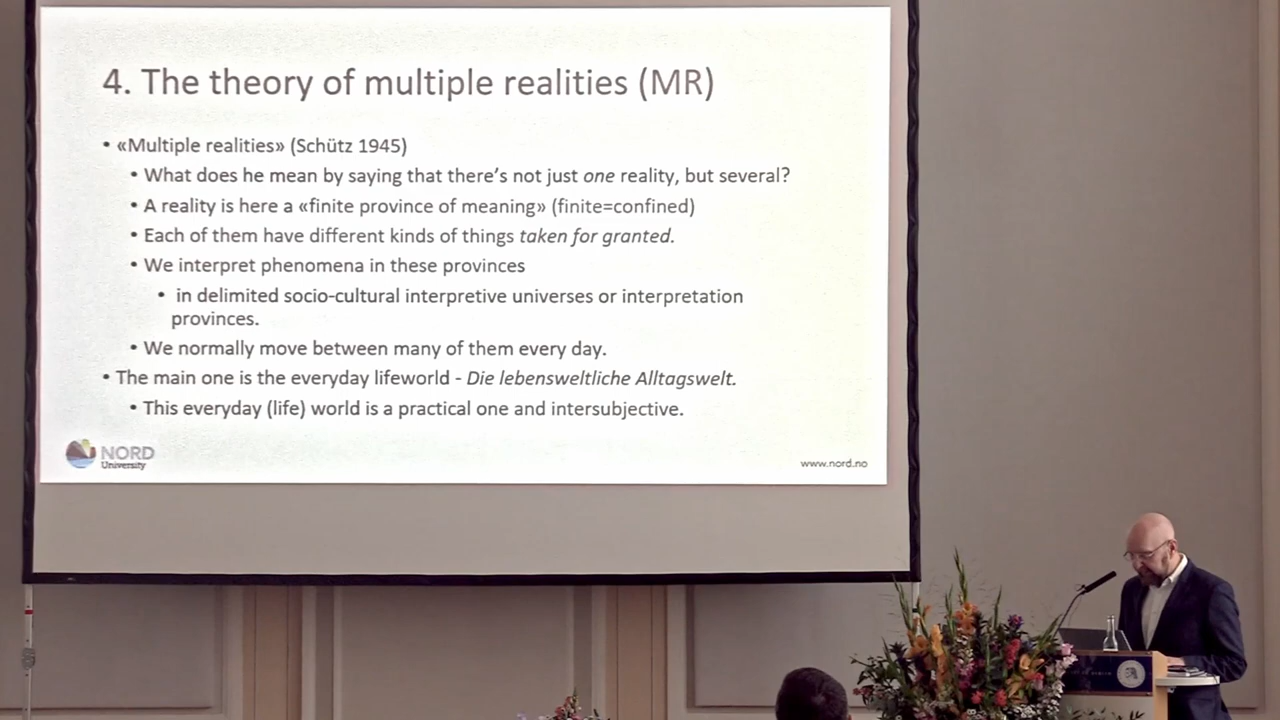 4. The theory of multiple realities (MR)
• «Multiple realities» (Schütz 1945)
• What does he mean by saying that there's not just one reality, but several?
• A reality is here a «finite province of meaning» (finite=confined)
• Each of them have different kinds of things taken for granted.
• We interpret phenomena in these provinces
• in delimited socio-cultural interpretive universes or interpretation
provinces.
• We normally move between many of them every day.
• The main one is the everyday lifeworld - Die lebensweltliche Alltagswelt.
• This everyday (life) world is a practical one and intersubjective.
NORD
University
www.nord.no